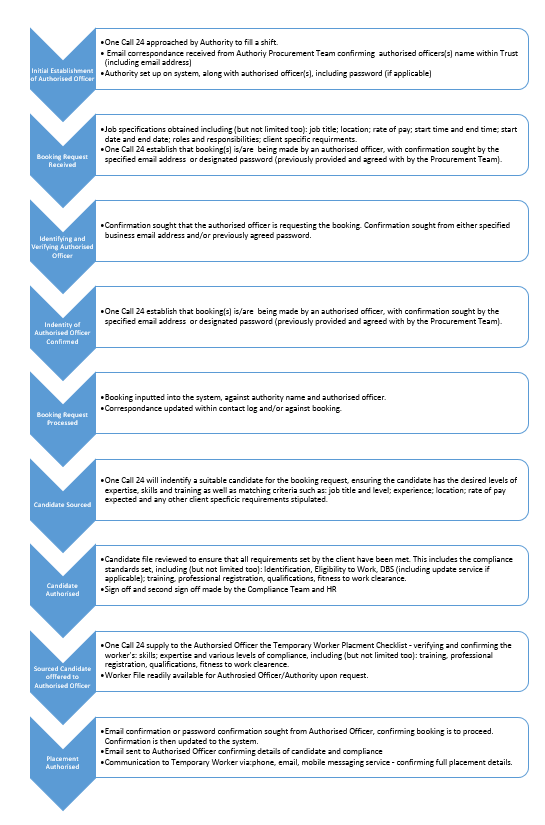 Initial Establishment
of Authorised Officer
•One Call 24 approached by Authority to fill a shift.
• Email correspondence received from Authoriy Procurement Team confirming authorised officers(s) name within Trust
(including email address)
•Authority set up on system, along with authorised officer(s), including password (if applicable)
Booking Request
Received
•Job specifications obtained including (but not limited too): job title; location; rate of pay; start time and end time; start
date and end date; roles and responsibilities; client specific requirments.
•One Call 24 establish that booking(s) is/are being made by an authorised officer, with confirmation sought by the
specified email address or designated password (previously provided and agreed with by the Procurement Team).
Identifying and
Verifying Authorised
Officer
•Confirmation sought that the authorised officer is requesting the booking. Confirmation sought from either specified
business email address and/or previously agreed password.
Indentity of
Authorised Officer
Confirmed
•One Call 24 establish that booking(s) is/are being made by an authorised officer, with confirmation sought by the
specified email address or designated password (previously provided and agreed with by the Procurement Team).
Booking Request
Processed
•Booking inputted into the system, against authority name and authorised officer.
•Correspondance updated within contact log and/or against booking.
Candidate Sourced
•One Call 24 will indentify a suitable candidate for the booking request, ensuring the candidate has the desired levels of
expertise, skills and training as well as matching criteria such as: job title and level; experience; location; rate of pay
expected and any other client specficic requirements stipulated.
Candidate
Authorised
•Candidate file reviewed to ensure that all requirements set by the client have been met. This includes the compliance
standards set, including (but not limited too): Identification, Eligibility to Work, DBS (including update service if
applicable); training, professional registration, qualifications, fitness to work clearance.
•Sign off and second sign off made by the Compliance Team and HR
Sourced Candidate
offfered to
Authorised Officer
•One Call 24 supply to the Authorsied Officer the Temporary Worker Placment Checklist - verifying and confirming the
worker's: skills; expertise and various levels of compliance, including (but not limited too): training, professional
registration, qualifications, fitness to work clearence.
•Worker File readily available for Authrosied Officer/Authority upon request.
Placement
Authorised
•Email confirmation or password confirmation sought from Authorised Officer, confirming booking is to proceed.
Confirmation is then updated to the system.
•Email sent to Authorised Officer confirming details of candidate and compliance
•Communication to Temporary Worker via:phone, email, mobile messaging service - confirming full placement details.